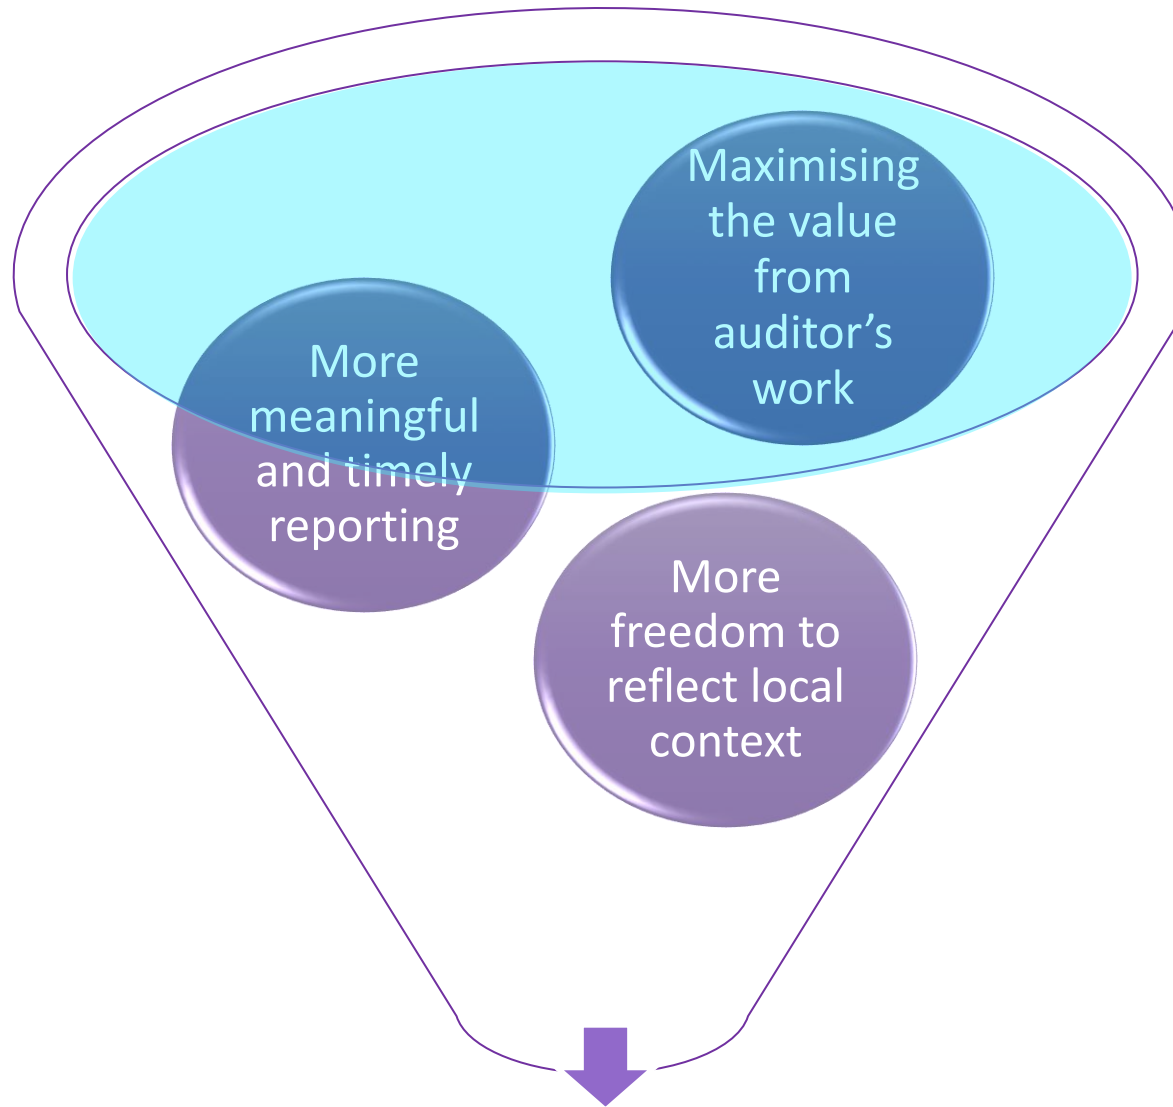 Maximising
the value
from
auditor’s
work
More
meaningful
and timely
reporting
More
freedom to
reflect local
context